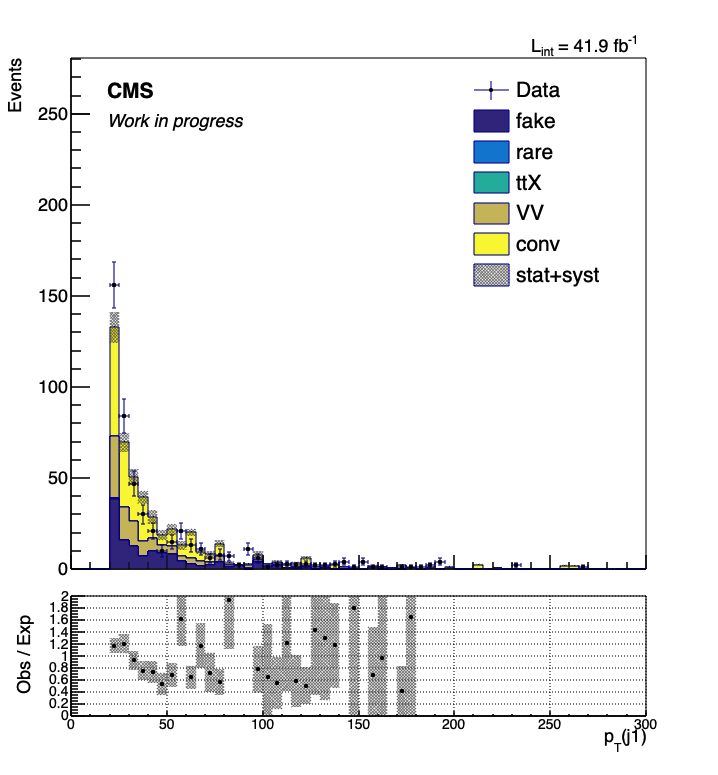 L_int = 41.9 fb^-1
Events
CMS
Work in progress
Data
fake
rare
ttX
VV
conv
stat+syst
250
200
150
100
50
0
Obs / Exp
2
1.8
1.6
1.4
1.2
1
0.8
0.6
0.4
0.2
0
0 50 100 150 200 250 300
p_T(j1)